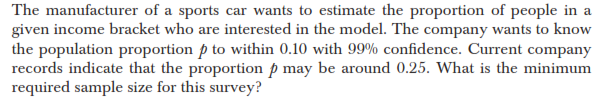 The manufacturer of a sports car wants to estimate the proportion of people in a
given income bracket who are interested in the model. The company wants to know
the population proportion p to within 0.10 with 99% confidence. Current company
records indicate that the proportion p may be around 0.25. What is the minimum
required sample size for this survey?